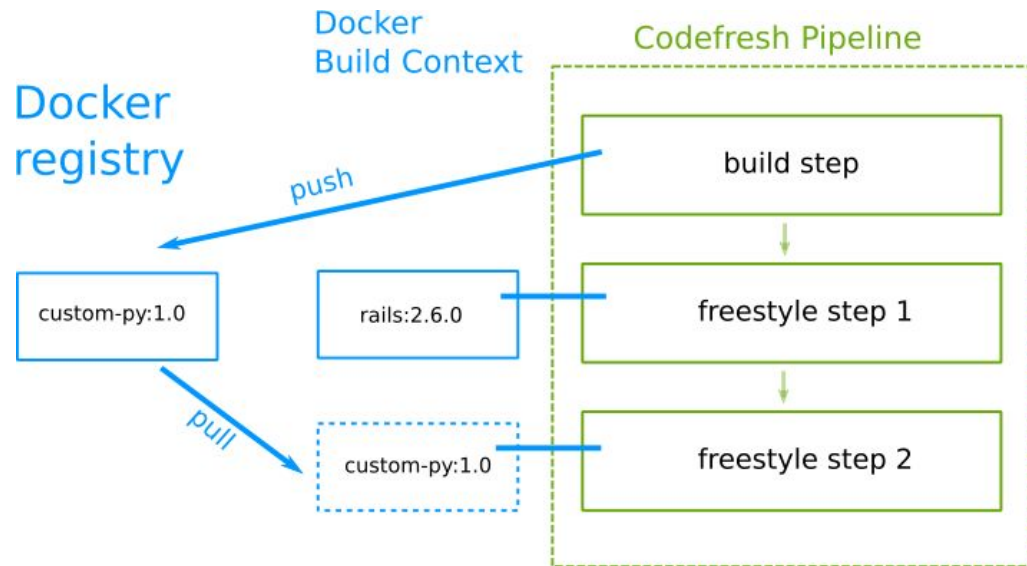 Docker
Build Context
Codefresh Pipeline
Docker
registry
build step
push
custom-py:1.0
rails:2.6.0
freestyle step 1
pull
custom-py:1.0
freestyle step 2